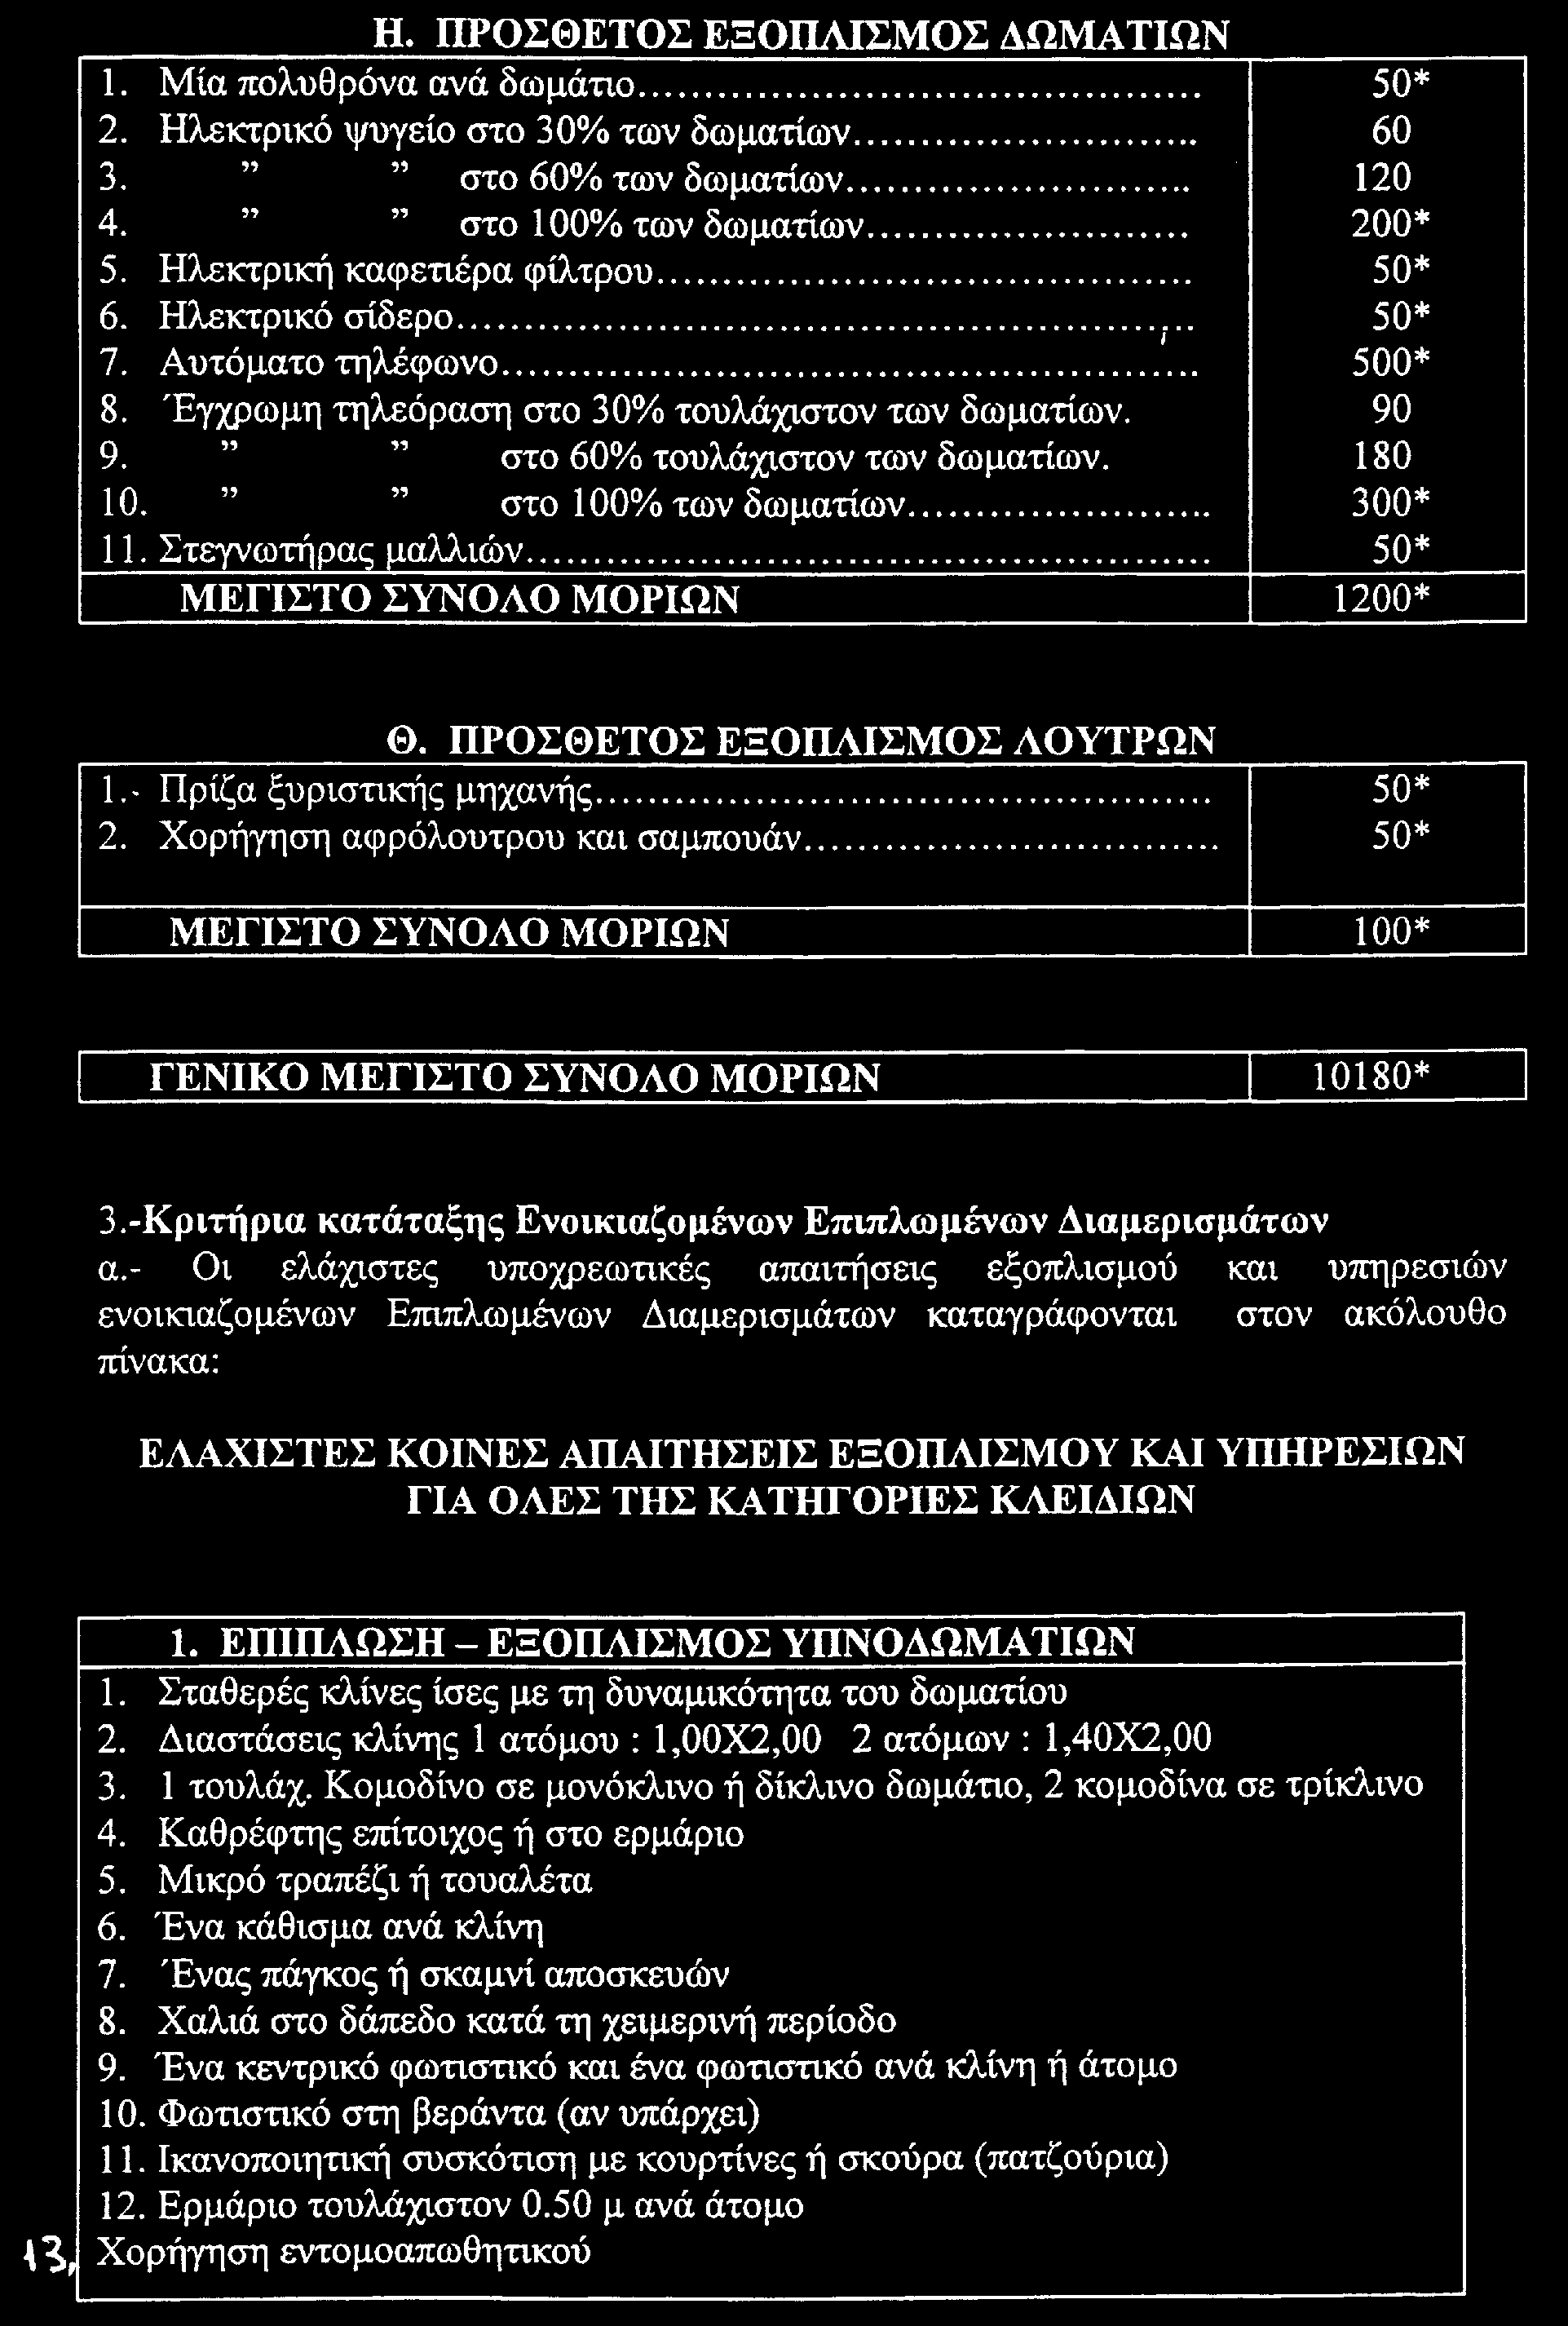 Η. ΠΡΟΣΘΕΤΟΣ ΕΞΟΠΛΙΣΜΟΣ ΔΩΜΑΤΙΩΝ
1. Μία πολυθρόνα ανά δωμάτιο........................................ 50*
2. Ηλεκτρικό ψυγείο στο 30% των δωματίων........................ 60
3. ” ” στο 60% των δωματίων........................ 120
4. ” ” στο 100% των δωματίων...................... 200*
5. Ηλεκτρική καφετιέρα φίλτρου..................................... 50*
6. Ηλεκτρικό σίδερο.................................................. 50*
7. Αυτόματο τηλέφωνο............................................... 500*
8. Έγχρωμη τηλεόραση στο 30% τουλάχιστον των δωματίων. 90
9. ” ” στο 60% τουλάχιστον των δωματίων. 180
10. ” ” στο 100% των δωματίων..................... 300*
11. Στεγνωτήρας μαλλιών............................................... 50*
ΜΕΓΙΣΤΟ ΣΥΝΟΛΟ ΜΟΡΙΩΝ 1200*
Θ. ΠΡΟΣΘΕΤΟΣ ΕΞΟΠΛΙΣΜΟΣ ΛΟΥΤΡΩΝ
1.- Πρίζα ξυριστικής μηχανής.......................................... 50*
2. Χορήγηση αφρόλουτρου και σαμπουάν............................ 50*
ΜΕΓΙΣΤΟ ΣΥΝΟΛΟ ΜΟΡΙΩΝ 100*
ΓΕΝΙΚΟ ΜΕΓΙΣΤΟ ΣΥΝΟΛΟ ΜΟΡΙΩΝ 10180*
3.-Κριτήρια κατάταξης Ενοικιαζομένων Επιπλωμένων Διαμερισμάτων
α.- Οι ελάχιστες υποχρεωτικές απαιτήσεις εξοπλισμού και υπηρεσιών
ενοικιαζομένων Επιπλωμένων Διαμερισμάτων καταγράφονται στον ακόλουθο
πίνακα:
ΕΛΑΧΙΣΤΕΣ ΚΟΙΝΕΣ ΑΠΑΙΤΗΣΕΙΣ ΕΞΟΠΛΙΣΜΟΥ ΚΑΙ ΥΠΗΡΕΣΙΩΝ
ΓΙΑ ΟΛΕΣ ΤΗΣ ΚΑΤΗΓΟΡΙΕΣ ΚΛΕΙΔΙΩΝ
1. ΕΠΙΠΛΩΣΗ – ΕΞΟΠΛΙΣΜΟΣ ΥΠΝΟΔΩΜΑΤΙΩΝ
1. Σταθερές κλίνες ίσες με τη δυναμικότητα του δωματίου
2. Διαστάσεις κλίνης 1 ατόμου : 1,00Χ2,00 2 ατόμων : 1,40Χ2,00
3. 1 τουλάχ. Κομοδίνο σε μονόκλινο ή δίκλινο δωμάτιο, 2 κομοδίνα σε τρίκλινο
4. Καθρέφτης επίτοιχος ή στο ερμάριο
5. Μικρό τραπέζι ή τουαλέτα
6. Ένα κάθισμα ανά κλίνη
7. Ένας πάγκος ή σκαμνί αποσκευών
8. Χαλιά στο δάπεδο κατά τη χειμερινή περίοδο
9. Ένα κεντρικό φωτιστικό και ένα φωτιστικό ανά κλίνη ή άτομο
10. Φωτιστικό στη βεράντα (αν υπάρχει)
11. Ικανοποιητική συσκότιση με κουρτίνες ή σκούρα (πατζούρια)
12. Ερμάριο τουλάχιστον 0.50 μ ανά άτομο
13, Χορήγηση εντομοαπωθητικού